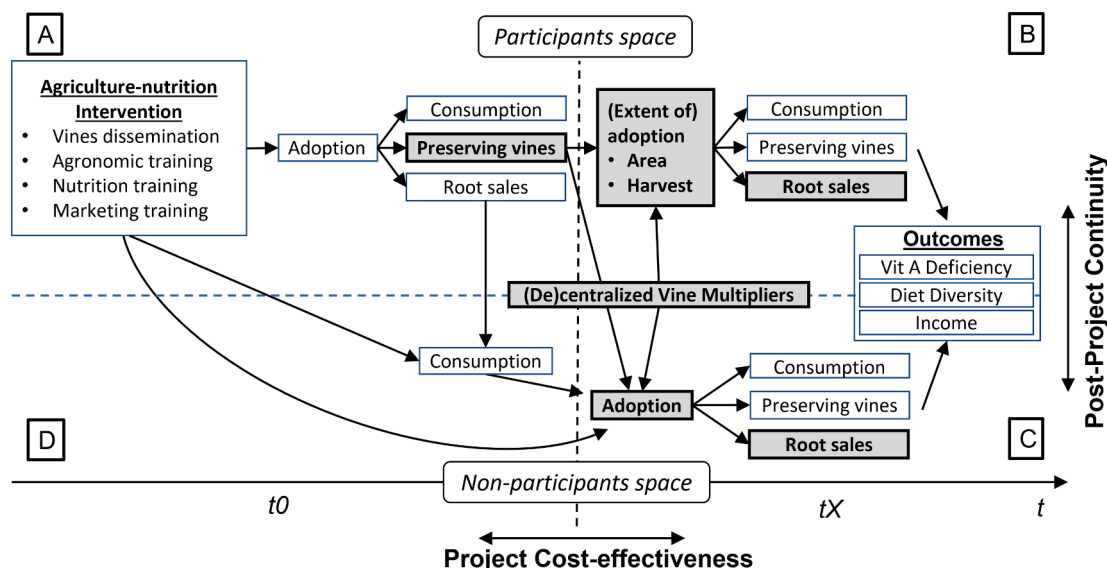 A
Participants space
B
Agriculture-nutrition
Intervention
• Vines dissemination
• Agronomic training
• Nutrition training
• Marketing training
Adoption
Consumption
Preserving vines
Root sales
(Extent of)
adoption
• Area
• Harvest
Consumption
Preserving vines
Root sales
Outcomes
Vit A Deficiency
Diet Diversity
Income
(De)centralized Vine Multipliers
Post-Project Continuity
Consumption
Adoption
Consumption
Preserving vines
Root sales
D
C
Non-participants space
t0
tX
t
Project Cost-effectiveness